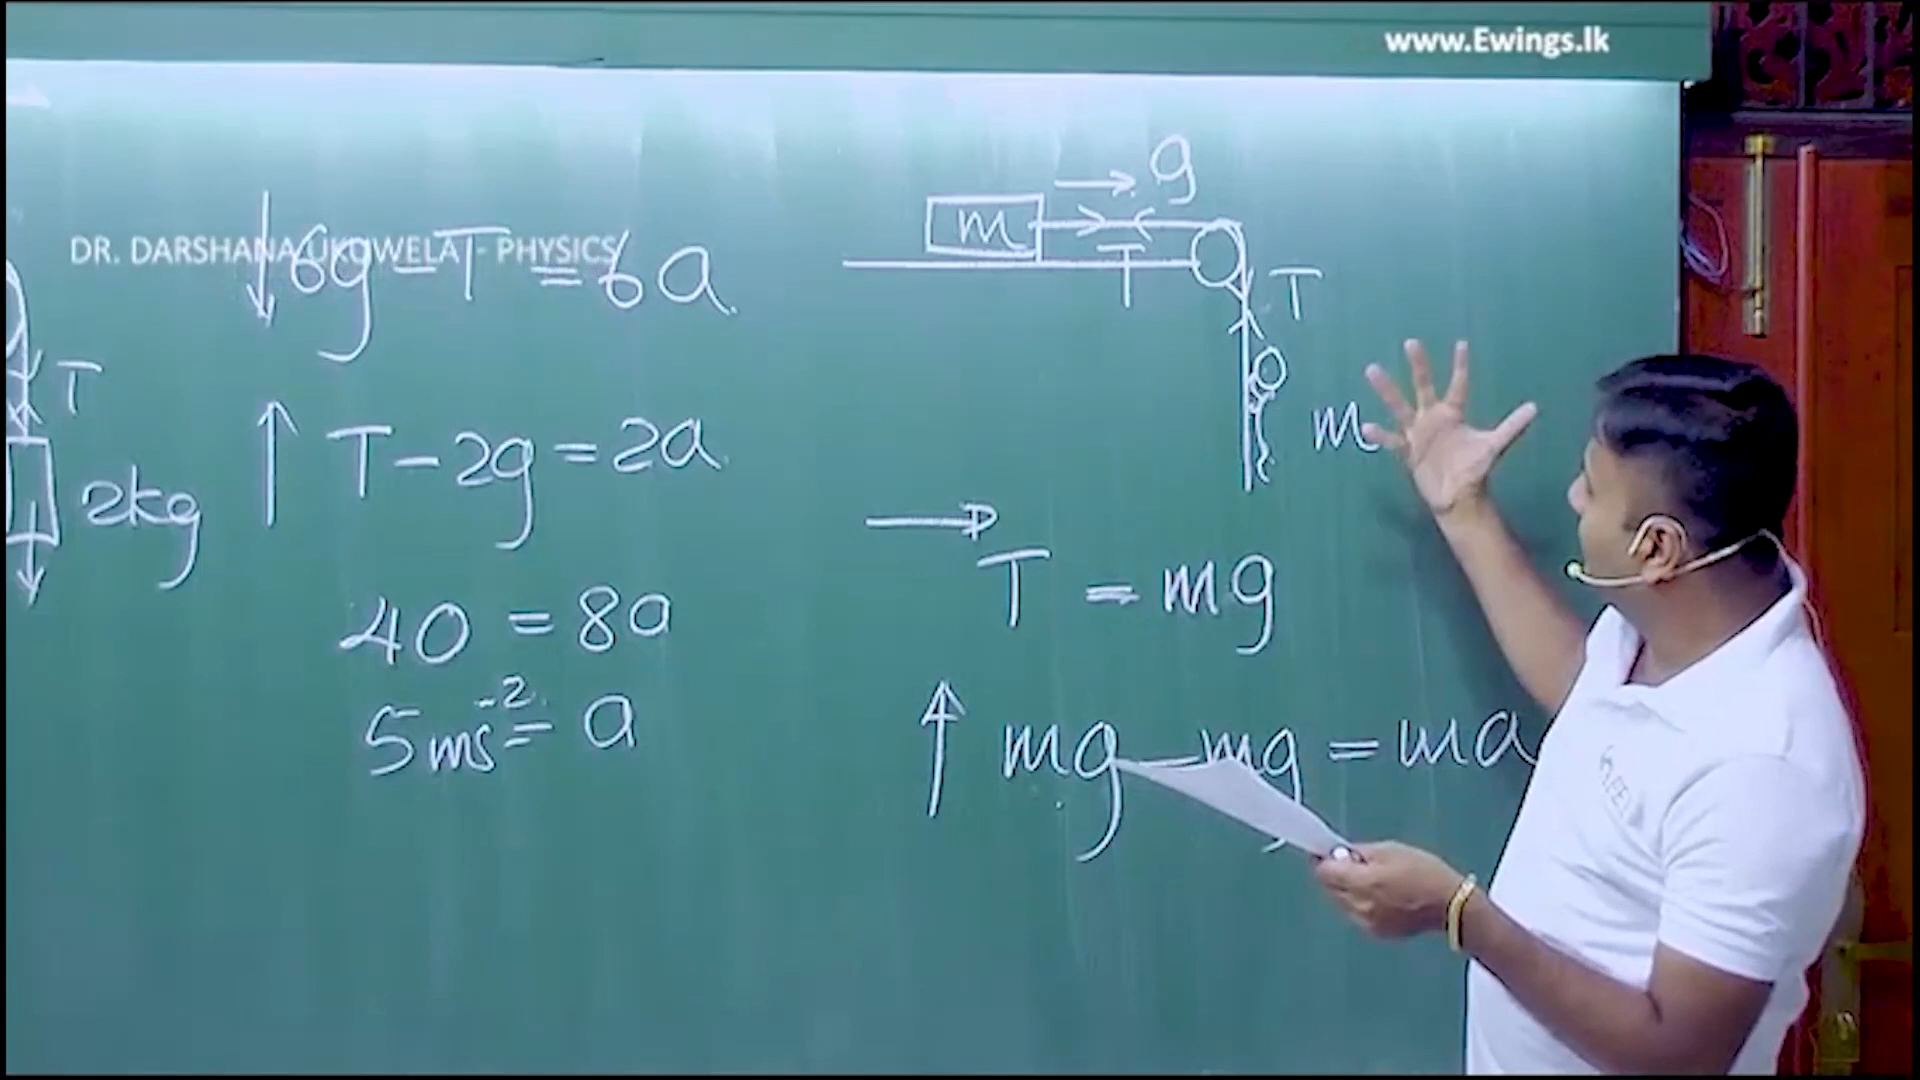 www.Ewings.lk
DR. DARSHANA UKUWELA - PHYSICS
6g - T = 6a
T - 2g = 2a
40 = 8a
5ms⁻² = a
T
2kg
g
m
T
T
m
T = mg
mg - mg = ma